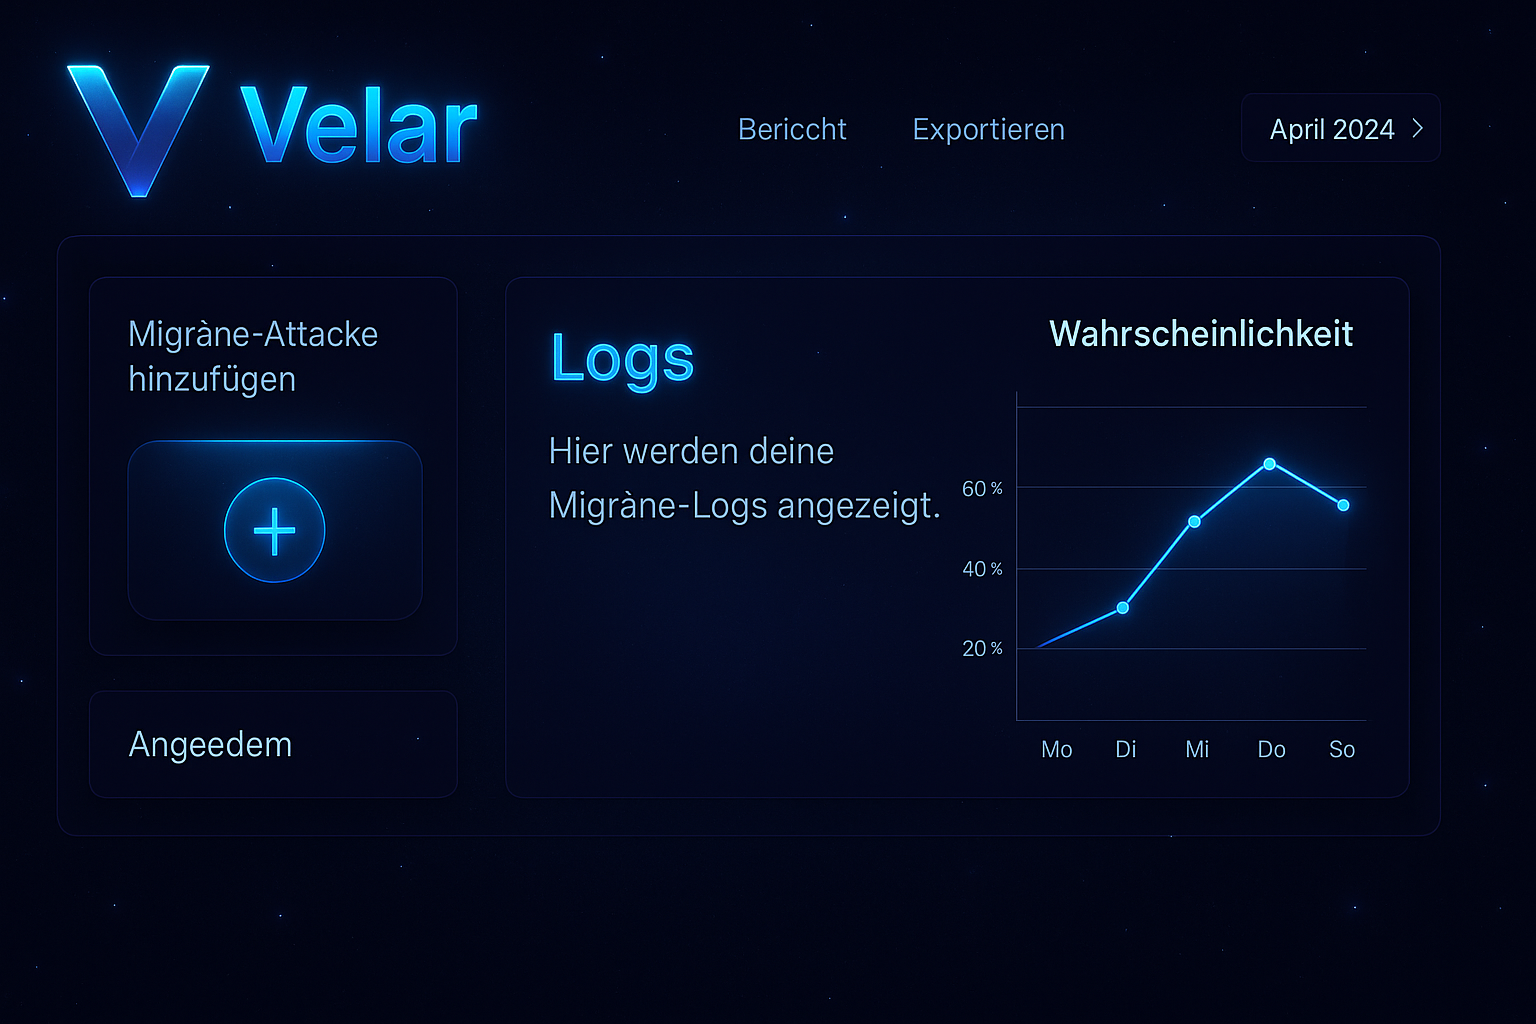 V Velar
Bericcht
Exportieren
April 2024 >
Migràne-Attacke
hinzufügen
+
Angeedem
Logs
Hier werden deine
Migràne-Logs angezeigt.
Wahrscheinlichkeit
60 %
40 %
20 %
Mo Di Mi Do So